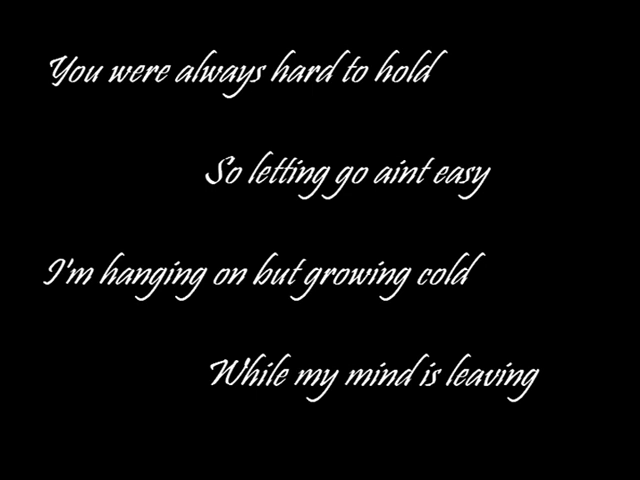 You were always hard to hold
So letting go aint easy
I'm hanging on but growing cold
While my mind is leaving